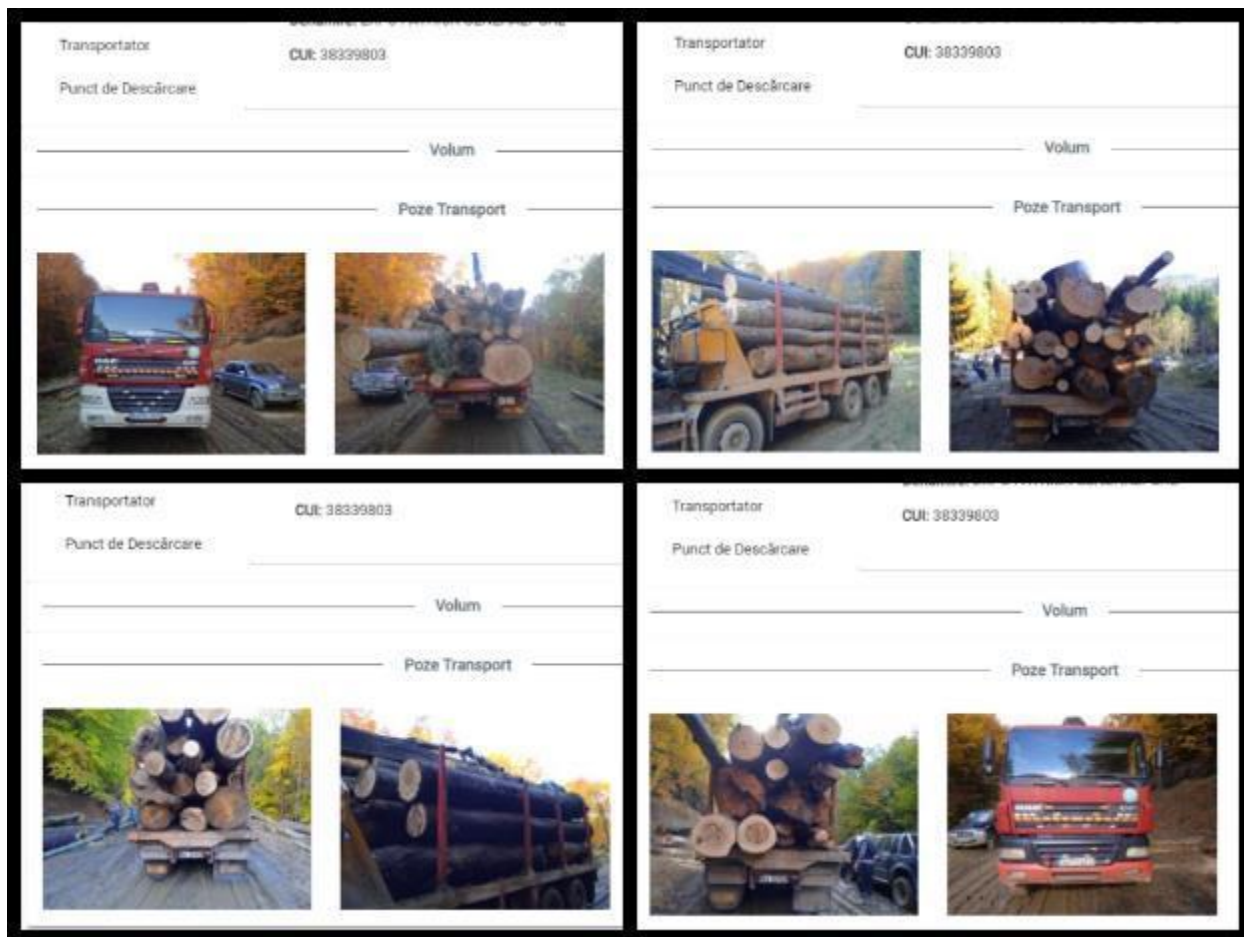 Transportator
CUI: 38339803
Punct de Descărcare
Volum
Poze Transport
Transportator
CUI: 38339803
Punct de Descărcare
Volum
Poze Transport
Transportator
CUI: 38339803
Punct de Descărcare
Volum
Poze Transport
Transportator
CUI: 38339803
Punct de Descărcare
Volum
Poze Transport